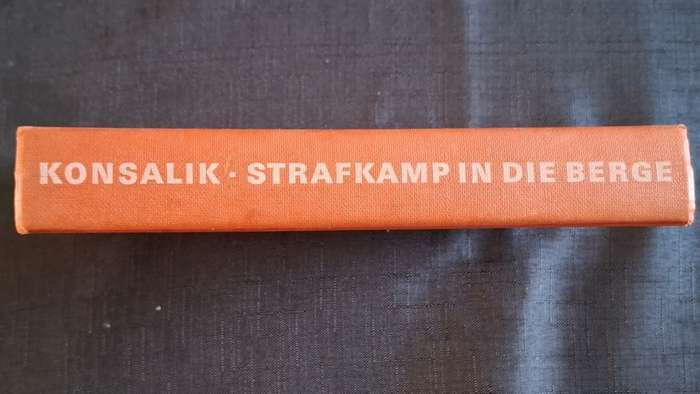 KONSALIK · STRAFKAMP IN DIE BERGE